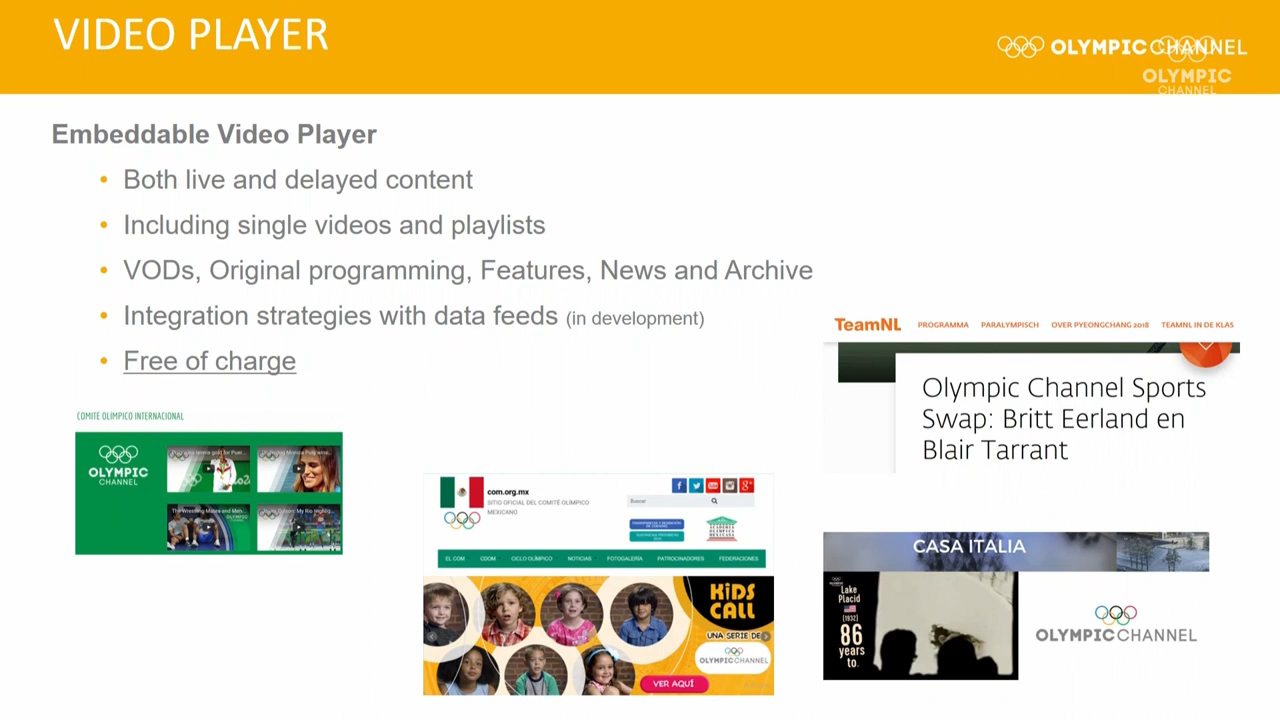 VIDEO PLAYER
OLYMPIC CHANNEL
OLYMPIC
CHANNEL
Embeddable Video Player
• Both live and delayed content
• Including single videos and playlists
• VODs, Original programming, Features, News and Archive
• Integration strategies with data feeds (in development)
• Free of charge
COMITÉ OLÍMPICO INTERNACIONAL
OLYMPIC
CHANNEL
com.org.mx
SITIO OFICIAL DEL COMITÉ OLÍMPICO
MEXICANO
Buscar
ACADEMIA
OLÍMPICA
MEXICANA
EL COM CDOM CICLO OLÍMPICO NOTICIAS FOTOGALERÍA PATROCINADORES FEDERACIONES
KiDS
CALL
UNA SERIE DE
OLYMPIC CHANNEL
VER AQUÍ
TeamNL PROGRAMMA PARALYMPISCH OVER PYEONGCHANG 2018 TEAMNL IN DE KLAS
Olympic Channel Sports
Swap: Britt Eerland en
Blair Tarrant
CASA ITALIA
Lake
Placid
(1932)
86
years
to.
OLYMPIC CHANNEL